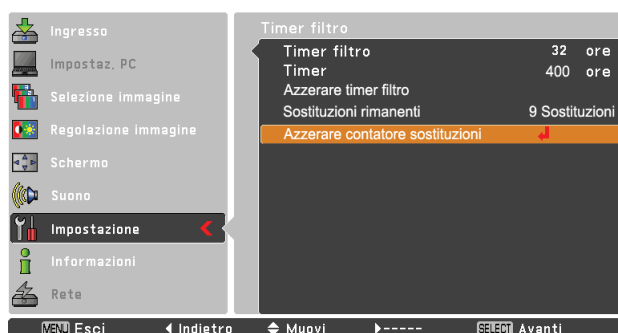 Ingresso
Impostaz. PC
Selezione immagine
Regolazione immagine
Schermo
Suono
Impostazione
Informazioni
Rete
Timer filtro
Timer filtro 32 ore
Timer 400 ore
Azzerare timer filtro
Sostituzioni rimanenti 9 Sostituzioni
Azzerare contatore sostituzioni
MENU Esci Indietro Muovi ----- SELECT Avanti